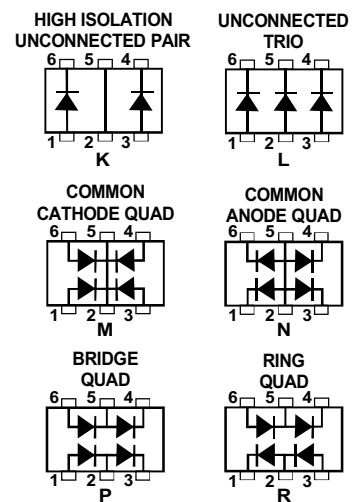 HIGH ISOLATION
UNCONNECTED PAIR
6 5 4
1 2 3
K
UNCONNECTED
TRIO
6 5 4
1 2 3
L
COMMON
CATHODE QUAD
6 5 4
1 2 3
M
COMMON
ANODE QUAD
6 5 4
1 2 3
N
BRIDGE
QUAD
6 5 4
1 2 3
P
RING
QUAD
6 5 4
1 2 3
R